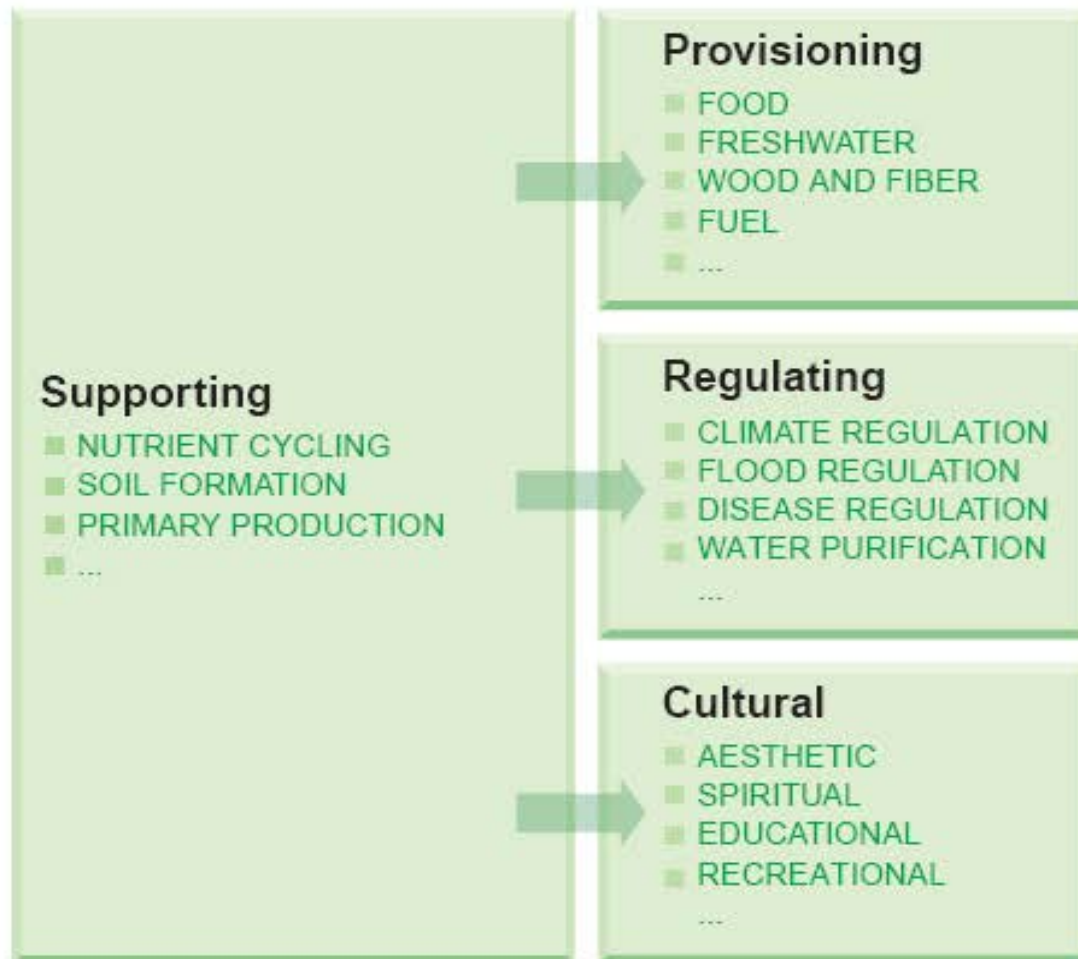 Supporting
NUTRIENT CYCLING
SOIL FORMATION
PRIMARY PRODUCTION
...
Provisioning
FOOD
FRESHWATER
WOOD AND FIBER
FUEL
...
Regulating
CLIMATE REGULATION
FLOOD REGULATION
DISEASE REGULATION
WATER PURIFICATION
...
Cultural
AESTHETIC
SPIRITUAL
EDUCATIONAL
RECREATIONAL
...